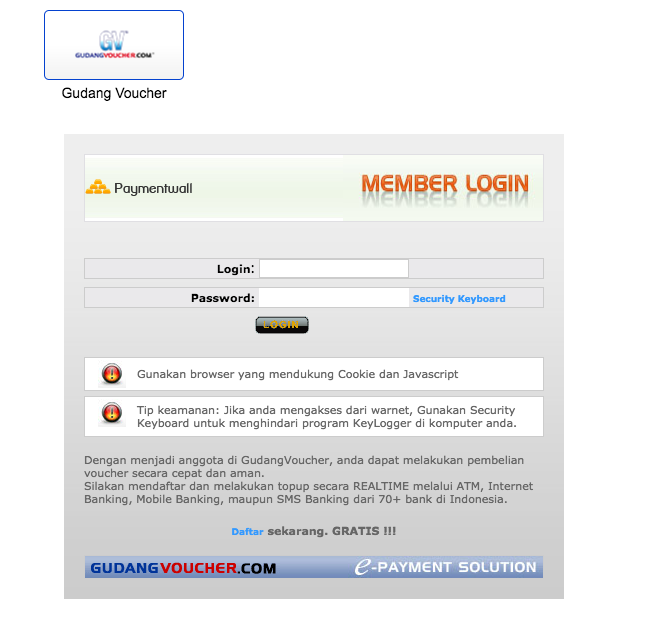 GV
GUDANGVOUCHER.COM
Gudang Voucher
Paymentwall
MEMBER LOGIN
Login:
Password:
Security Keyboard
LOGIN
Gunakan browser yang mendukung Cookie dan Javascript
Tip keamanan: Jika anda mengakses dari warnet, Gunakan Security
Keyboard untuk menghindari program KeyLogger di komputer anda.
Dengan menjadi anggota di GudangVoucher, anda dapat melakukan pembelian
voucher secara cepat dan aman.
Silakan mendaftar dan melakukan topup secara REALTIME melalui ATM, Internet
Banking, Mobile Banking, maupun SMS Banking dari 70+ bank di Indonesia.
Daftar sekarang. GRATIS !!!
GUDANGVOUCHER.COM
e-PAYMENT SOLUTION